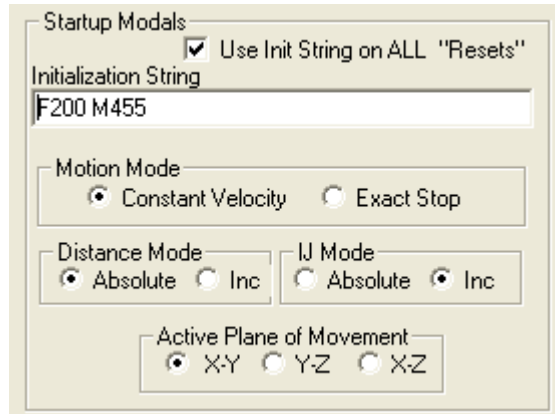 Startup Modals
Use Init String on ALL "Resets"
Initialization String
F200 M455
Motion Mode
Constant Velocity Exact Stop
Distance Mode IJ Mode
Absolute Inc Absolute Inc
Active Plane of Movement
X-Y Y-Z X-Z